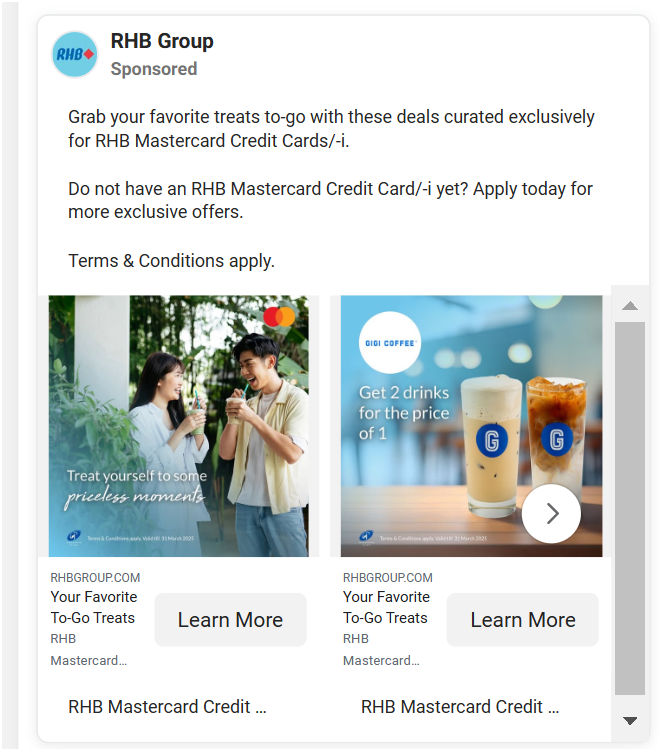 RHB Group
RHB
Sponsored
Grab your favorite treats to-go with these deals curated exclusively
for RHB Mastercard Credit Cards/-i.
Do not have an RHB Mastercard Credit Card/-i yet? Apply today for
more exclusive offers.
Terms & Conditions apply.
Treat yourself to some
priceless moments
Terms & Conditions apply. Valid till 31 March 2025
GIGI COFFEE
Get 2 drinks
for the price
of 1
G
G
Terms & Conditions apply. Valid till 31 March 2025
RHBGROUP.COM
Your Favorite
To-Go Treats
RHB
Mastercard...
Learn More
RHB Mastercard Credit ...
RHBGROUP.COM
Your Favorite
To-Go Treats
RHB
Mastercard...
Learn More
RHB Mastercard Credit ...